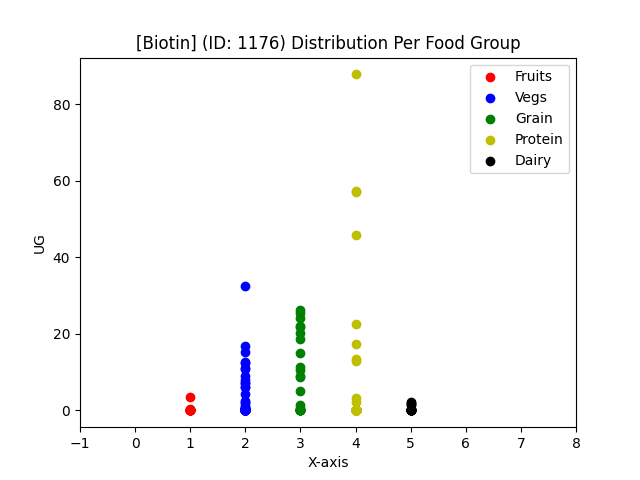 [Biotin] (ID: 1176) Distribution Per Food Group
Fruits
Vegs
Grain
Protein
Dairy
UG
80
60
40
20
0
−1 0 1 2 3 4 5 6 7 8
X-axis